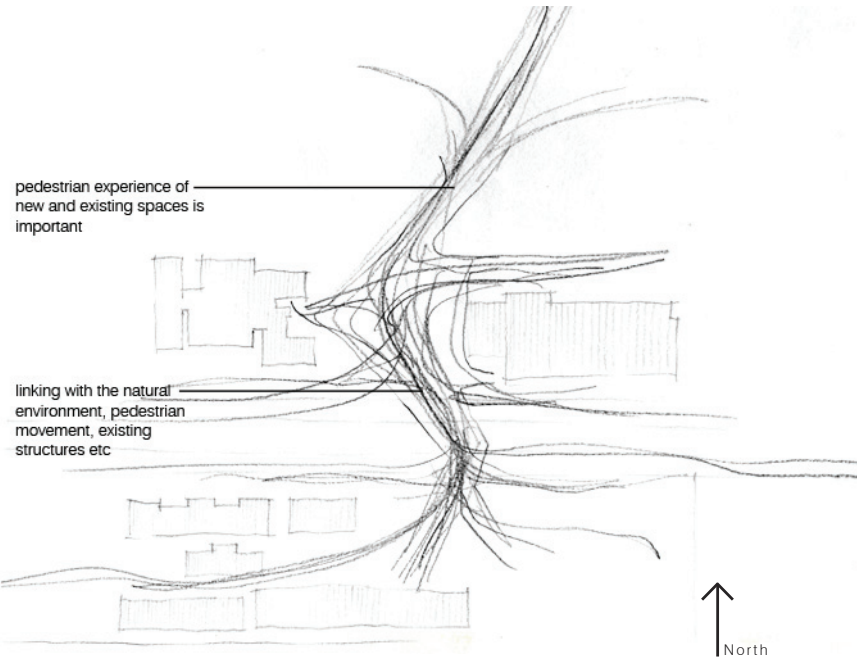 pedestrian experience of
new and existing spaces is
important
linking with the natural
environment, pedestrian
movement, existing
structures etc
North